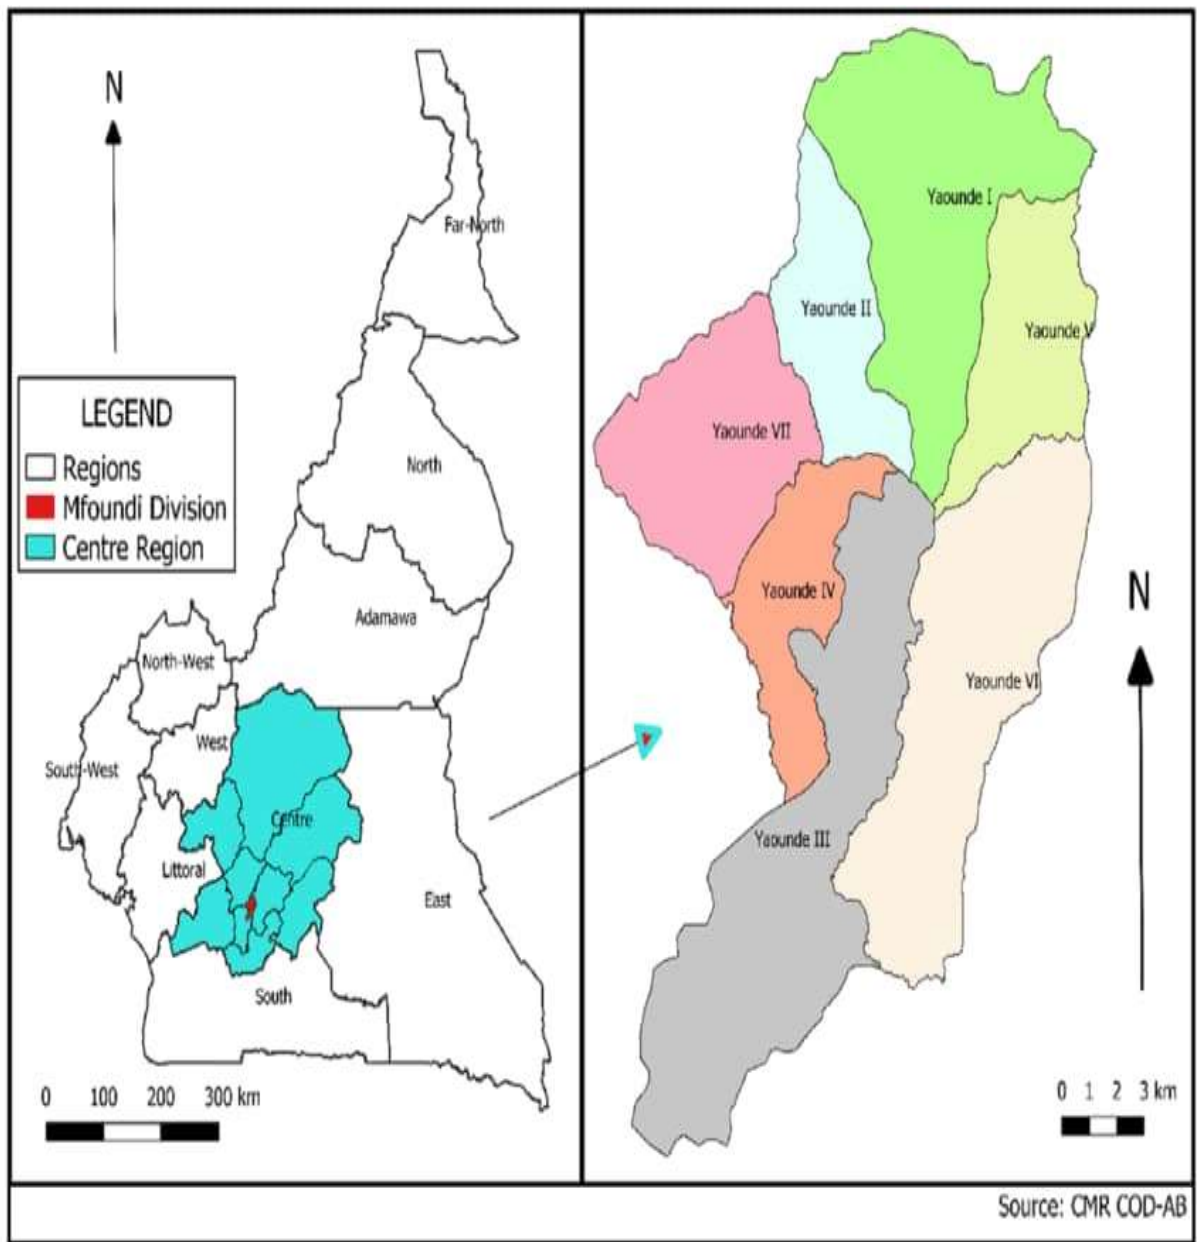 N
Far-North
LEGEND
Regions
Mfoundi Division
Centre Region
North
Adamawa
North-West
West
South-West
Centre
Littoral
East
South
0 100 200 300 km
Yaounde I
Yaounde II
Yaounde V
Yaounde VII
Yaounde IV
N
Yaounde VI
Yaounde III
0 1 2 3 km
Source: CMR COD-AB